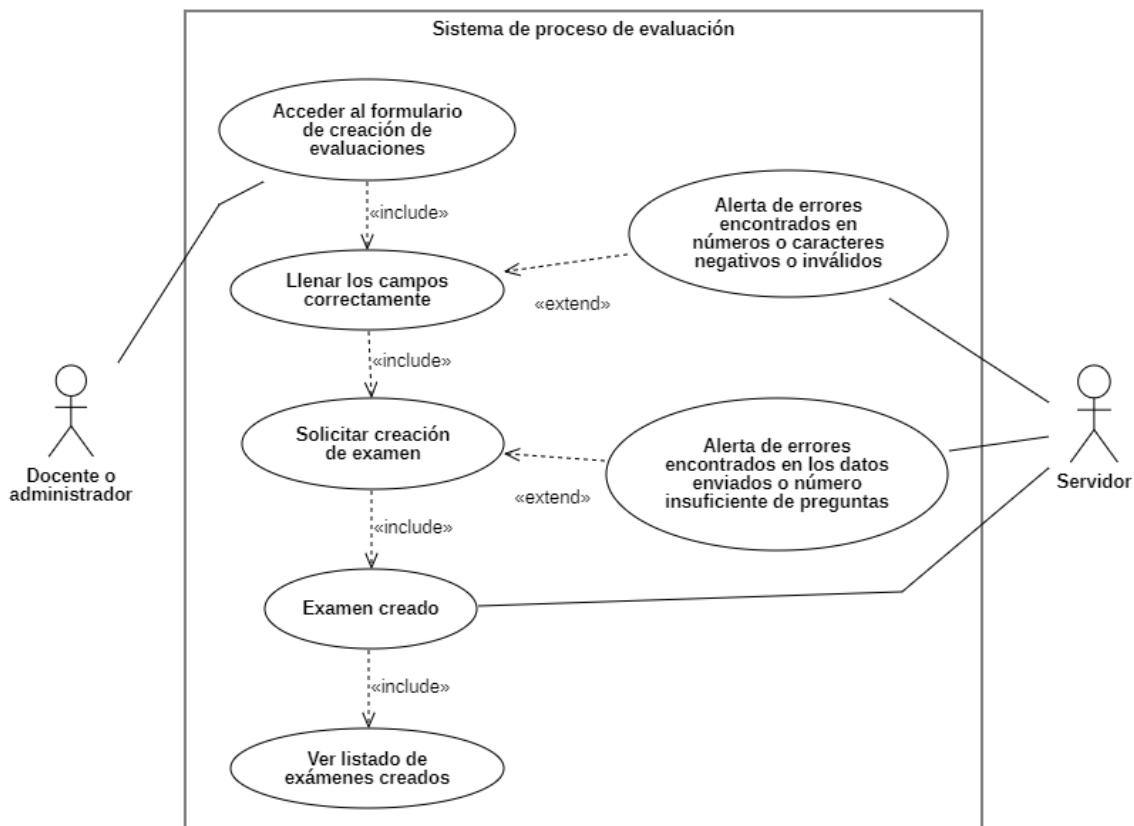 Sistema de proceso de evaluación
Acceder al formulario
de creación de
evaluaciones
«include»
Alerta de errores
encontrados en
números o caracteres
negativos o inválidos
Llenar los campos
correctamente
«extend»
«include»
Solicitar creación
de examen
Alerta de errores
encontrados en los datos
enviados o número
insuficiente de preguntas
«extend»
Docente o
administrador
Servidor
«include»
Examen creado
«include»
Ver listado de
exámenes creados